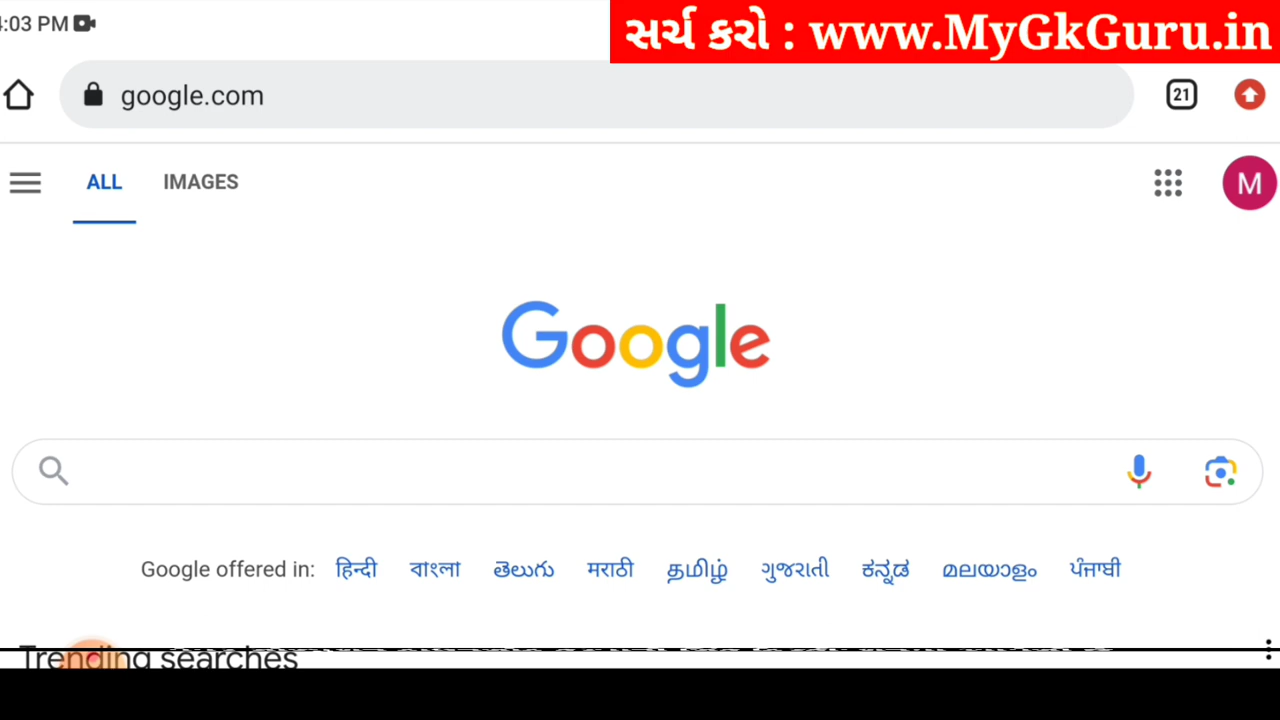 :03 PM
સર્ચ કરો : www.MyGkGuru.in
google.com
21
ALL IMAGES
M
Google
Google offered in: हिन्दी বাংলা తెలుగు मराठी தமிழ் ગુજરાતી ಕನ್ನಡ മലയാളം ਪੰਜਾਬੀ
Trending searches